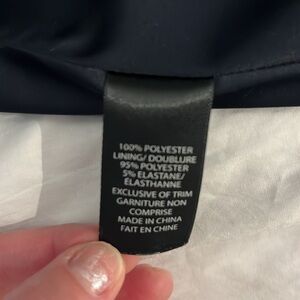 100% POLYESTER
LINING/ DOUBLURE
95% POLYESTER
5% ELASTANE/
ÉLASTHANNE
EXCLUSIVE OF TRIM
GARNITURE NON
COMPRISE
MADE IN CHINA
FAIT EN CHINE